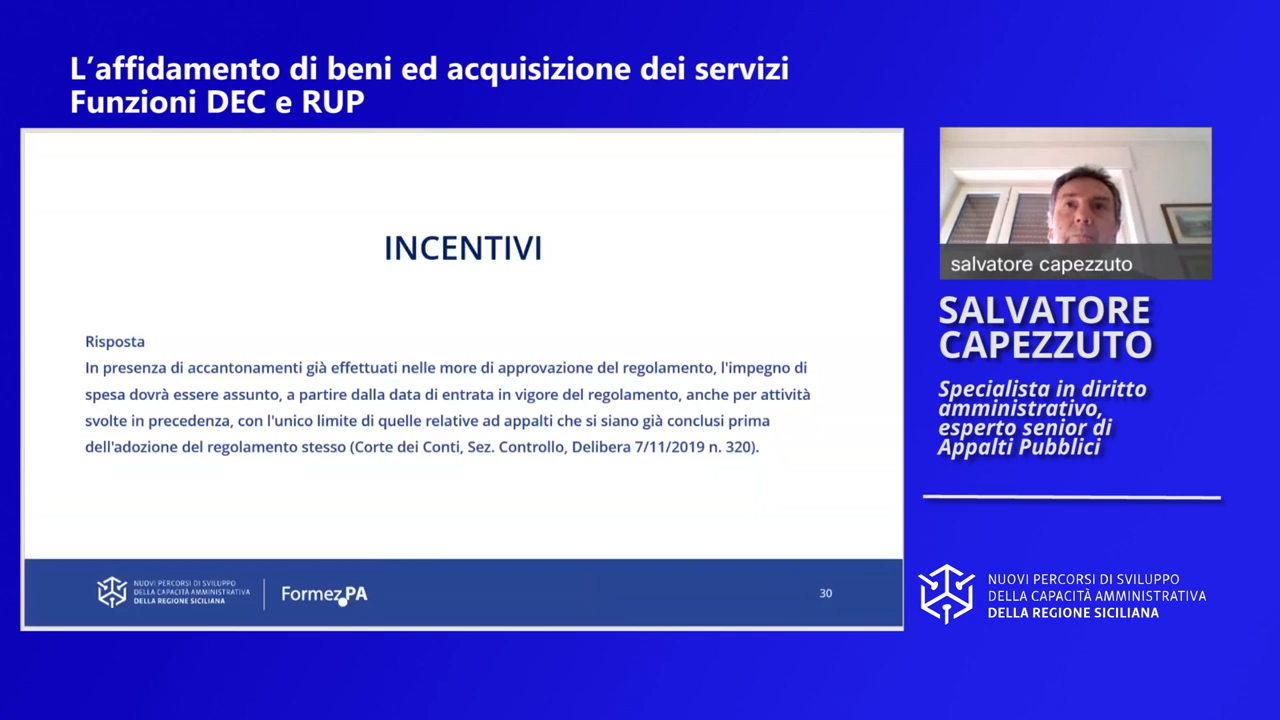 L’affidamento di beni ed acquisizione dei servizi
Funzioni DEC e RUP
INCENTIVI
Risposta
In presenza di accantonamenti già effettuati nelle more di approvazione del regolamento, l'impegno di
spesa dovrà essere assunto, a partire dalla data di entrata in vigore del regolamento, anche per attività
svolte in precedenza, con l'unico limite di quelle relative ad appalti che si siano già conclusi prima
dell'adozione del regolamento stesso (Corte dei Conti, Sez. Controllo, Delibera 7/11/2019 n. 320).
NUOVI PERCORSI DI SVILUPPO
DELLA CAPACITÀ AMMINISTRATIVA
DELLA REGIONE SICILIANA
Formez PA
30
salvatore capezzuto
SALVATORE
CAPEZZUTO
Specialista in diritto
amministrativo,
esperto senior di
Appalti Pubblici
NUOVI PERCORSI DI SVILUPPO
DELLA CAPACITÀ AMMINISTRATIVA
DELLA REGIONE SICILIANA